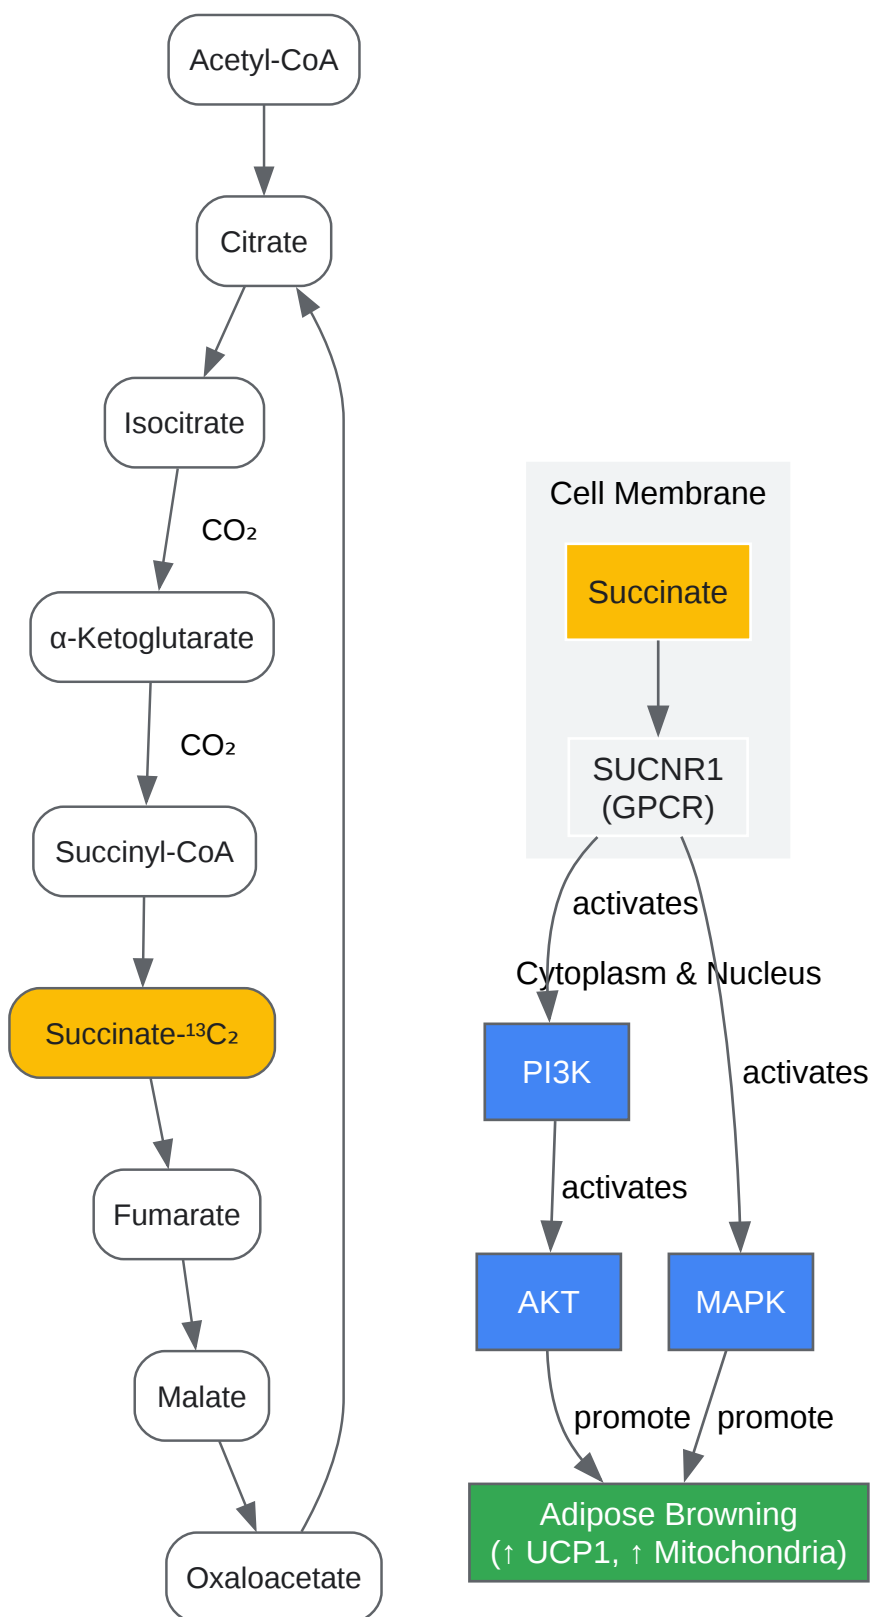 Acetyl-CoA
Citrate
Isocitrate
CO₂
α-Ketoglutarate
CO₂
Succinyl-CoA
Succinate-¹³C₂
Fumarate
Malate
Oxaloacetate
Cell Membrane
Succinate
SUCNR1
(GPCR)
activates
Cytoplasm & Nucleus
PI3K
activates
activates
AKT
MAPK
promote
promote
Adipose Browning
(↑ UCP1, ↑ Mitochondria)